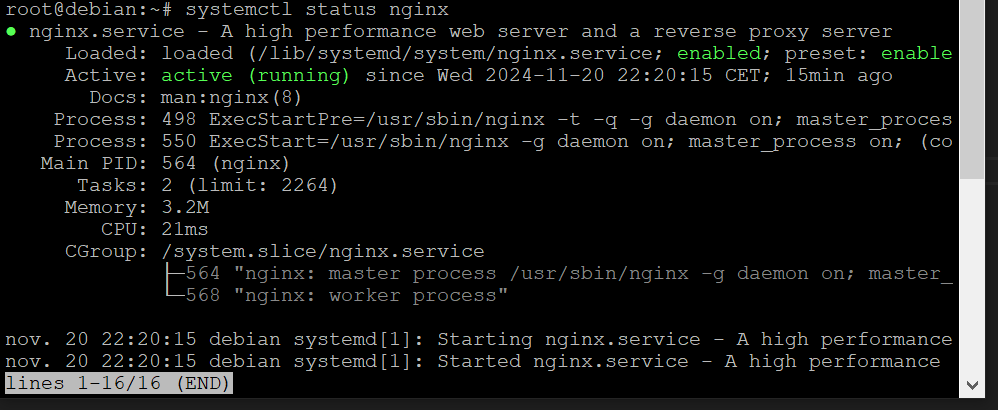 root@debian:~# systemctl status nginx
● nginx.service - A high performance web server and a reverse proxy server
     Loaded: loaded (/lib/systemd/system/nginx.service; enabled; preset: enable
     Active: active (running) since Wed 2024-11-20 22:20:15 CET; 15min ago
       Docs: man:nginx(8)
    Process: 498 ExecStartPre=/usr/sbin/nginx -t -q -g daemon on; master_proces
    Process: 550 ExecStart=/usr/sbin/nginx -g daemon on; master_process on; (co
   Main PID: 564 (nginx)
      Tasks: 2 (limit: 2264)
     Memory: 3.2M
        CPU: 21ms
     CGroup: /system.slice/nginx.service
             ├─564 "nginx: master process /usr/sbin/nginx -g daemon on; master_
             └─568 "nginx: worker process"
nov. 20 22:20:15 debian systemd[1]: Starting nginx.service - A high performance
nov. 20 22:20:15 debian systemd[1]: Started nginx.service - A high performance
lines 1-16/16 (END)